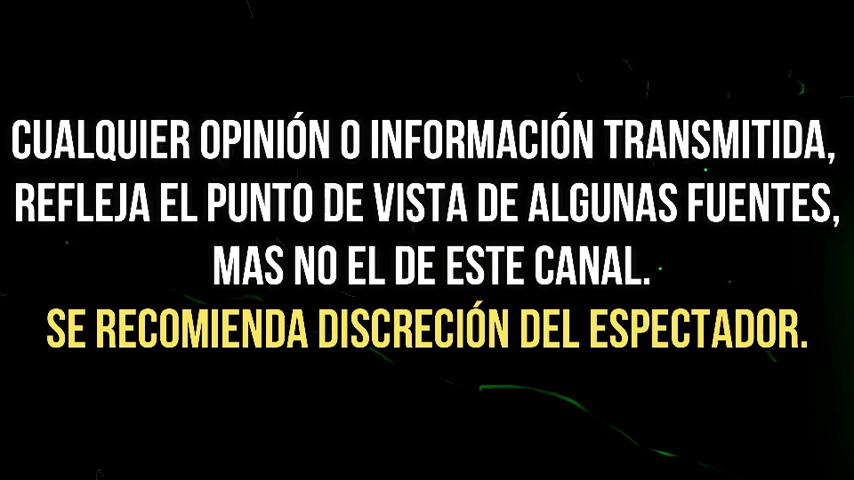 CUALQUIER OPINIÓN O INFORMACIÓN TRANSMITIDA,
REFLEJA EL PUNTO DE VISTA DE ALGUNAS FUENTES,
MAS NO EL DE ESTE CANAL.
SE RECOMIENDA DISCRECIÓN DEL ESPECTADOR.